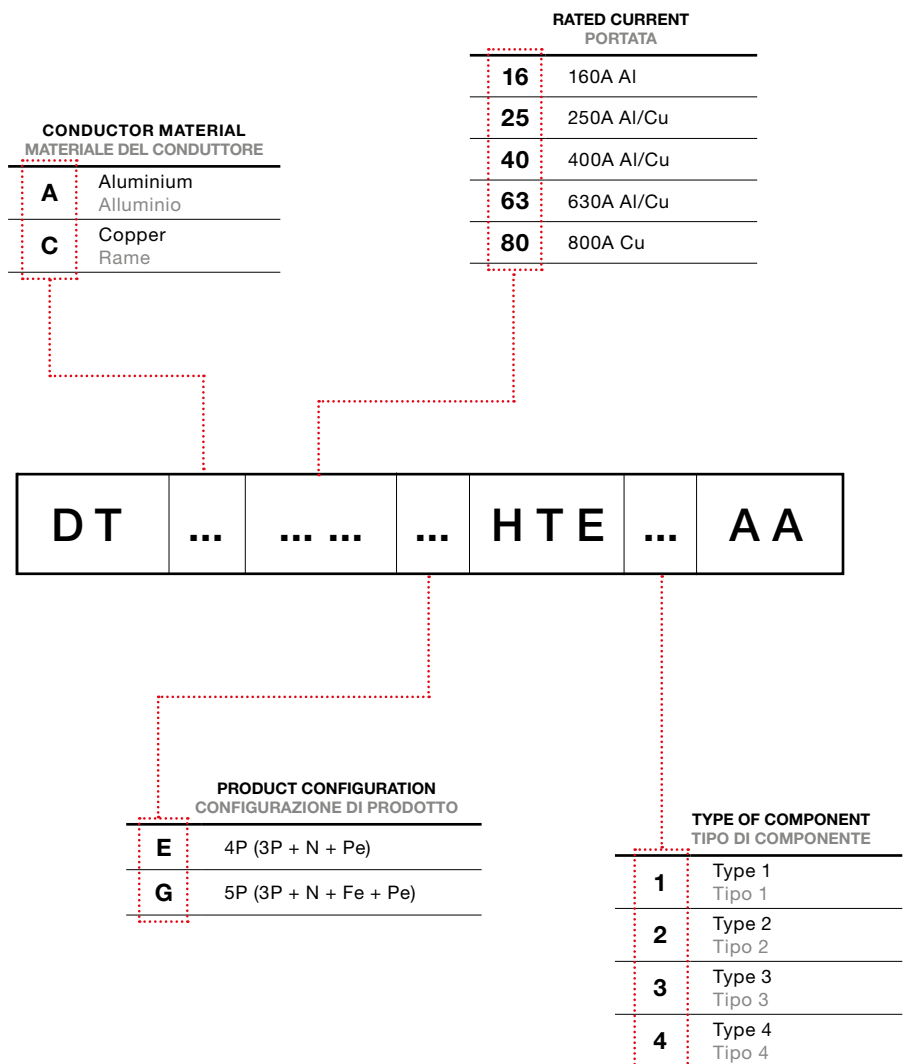 RATED CURRENT
PORTATA
16 160A Al
25 250A Al/Cu
40 400A Al/Cu
63 630A Al/Cu
80 800A Cu
CONDUCTOR MATERIAL
MATERIALE DEL CONDUTTORE
A Aluminium
Alluminio
C Copper
Rame
D T ... ... ... ... H T E ... A A
PRODUCT CONFIGURATION
CONFIGURAZIONE DI PRODOTTO
E 4P (3P + N + Pe)
G 5P (3P + N + Fe + Pe)
TYPE OF COMPONENT
TIPO DI COMPONENTE
1 Type 1
Tipo 1
2 Type 2
Tipo 2
3 Type 3
Tipo 3
4 Type 4
Tipo 4